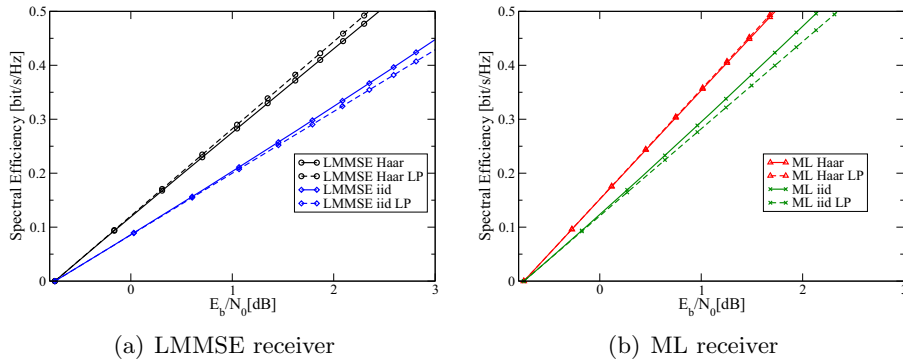 0.5
0.4
0.3
0.2
0.1
0
Spectral Efficiency [bit/s/Hz]
0
1
2
3
E_b/N_0[dB]
LMMSE Haar
LMMSE Haar LP
LMMSE iid
LMMSE iid LP
(a) LMMSE receiver
0.5
0.4
0.3
0.2
0.1
0
Spectral Efficiency [bit/s/Hz]
0
1
2
3
E_b/N_0[dB]
ML Haar
ML Haar LP
ML iid
ML iid LP
(b) ML receiver